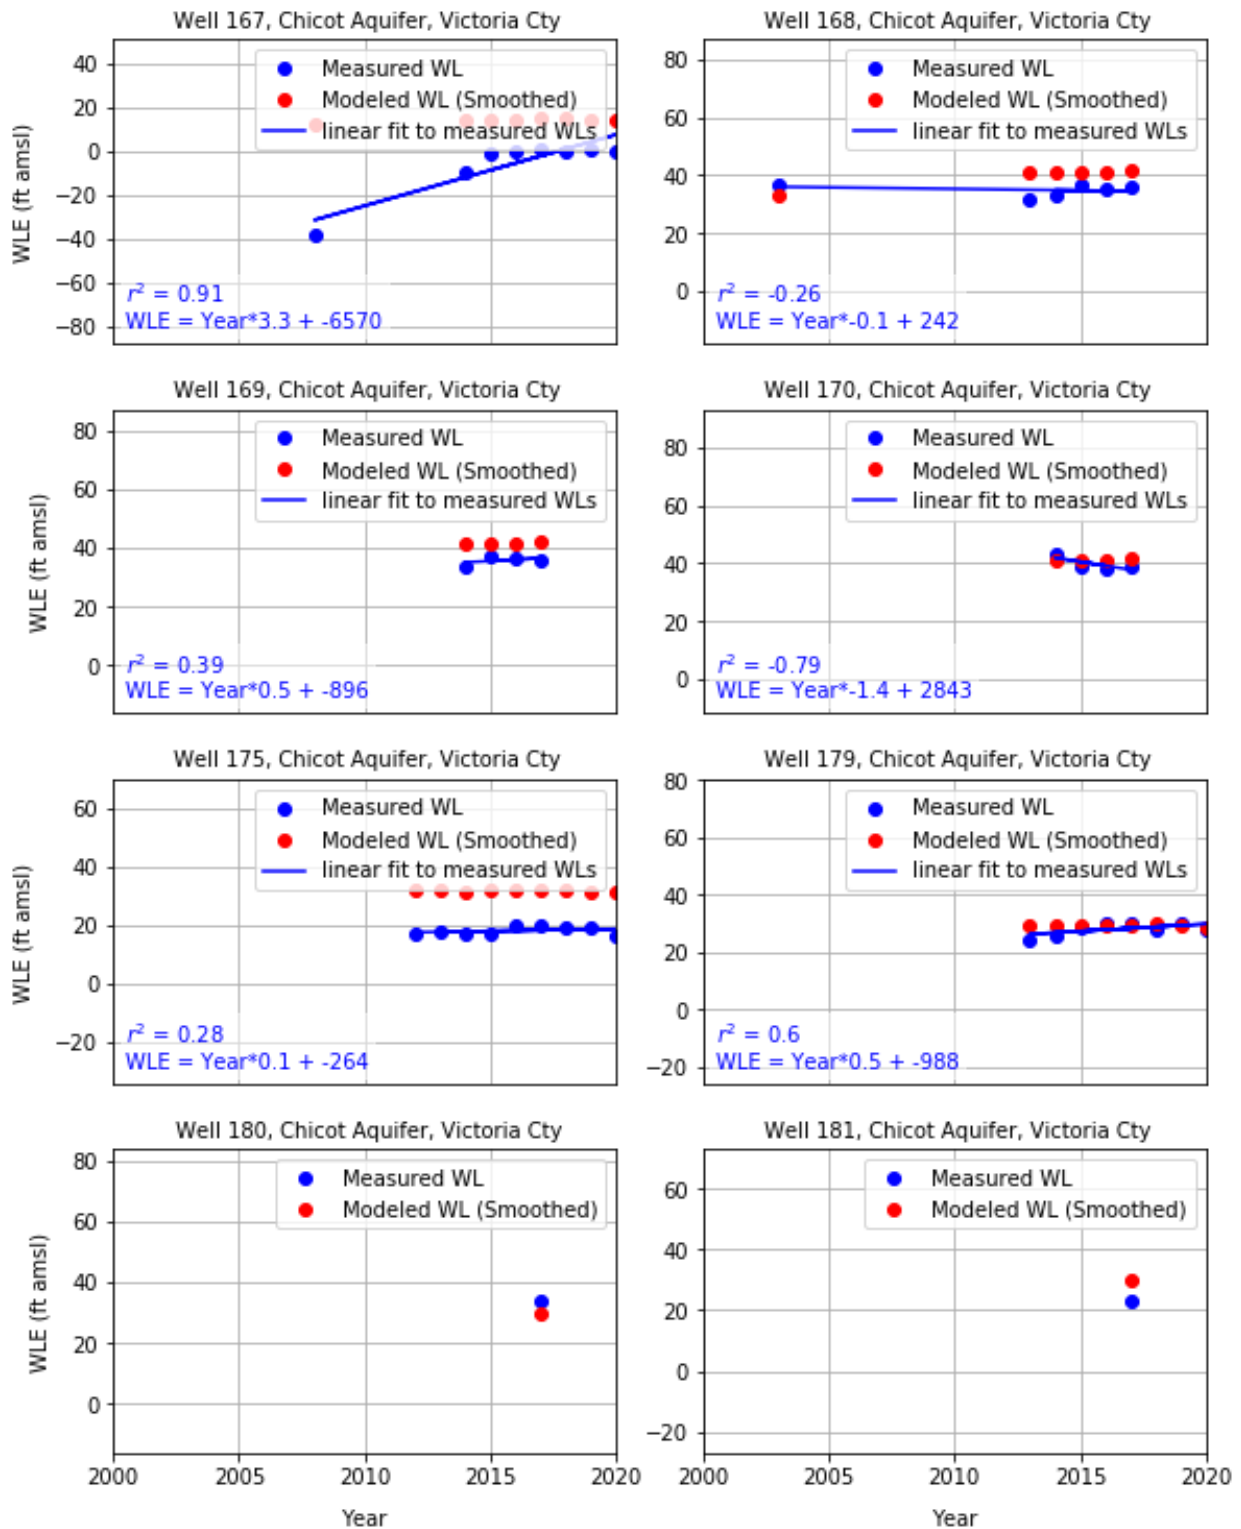 Well 167, Chicot Aquifer, Victoria Cty
WLE (ft amsl)
40
20
0
−20
−40
−60
−80
Measured WL
Modeled WL (Smoothed)
linear fit to measured WLs
r² = 0.91
WLE = Year*3.3 + -6570
Well 168, Chicot Aquifer, Victoria Cty
80
60
40
20
0
Measured WL
Modeled WL (Smoothed)
linear fit to measured WLs
r² = -0.26
WLE = Year*-0.1 + 242
Well 169, Chicot Aquifer, Victoria Cty
WLE (ft amsl)
80
60
40
20
0
Measured WL
Modeled WL (Smoothed)
linear fit to measured WLs
r² = 0.39
WLE = Year*0.5 + -896
Well 170, Chicot Aquifer, Victoria Cty
80
60
40
20
0
Measured WL
Modeled WL (Smoothed)
linear fit to measured WLs
r² = -0.79
WLE = Year*-1.4 + 2843
Well 175, Chicot Aquifer, Victoria Cty
WLE (ft amsl)
60
40
20
0
−20
Measured WL
Modeled WL (Smoothed)
linear fit to measured WLs
r² = 0.28
WLE = Year*0.1 + -264
Well 179, Chicot Aquifer, Victoria Cty
80
60
40
20
0
−20
Measured WL
Modeled WL (Smoothed)
linear fit to measured WLs
r² = 0.6
WLE = Year*0.5 + -988
Well 180, Chicot Aquifer, Victoria Cty
WLE (ft amsl)
80
60
40
20
0
Measured WL
Modeled WL (Smoothed)
2000 2005 2010 2015 2020
Year
Well 181, Chicot Aquifer, Victoria Cty
60
40
20
0
−20
Measured WL
Modeled WL (Smoothed)
2000 2005 2010 2015 2020
Year